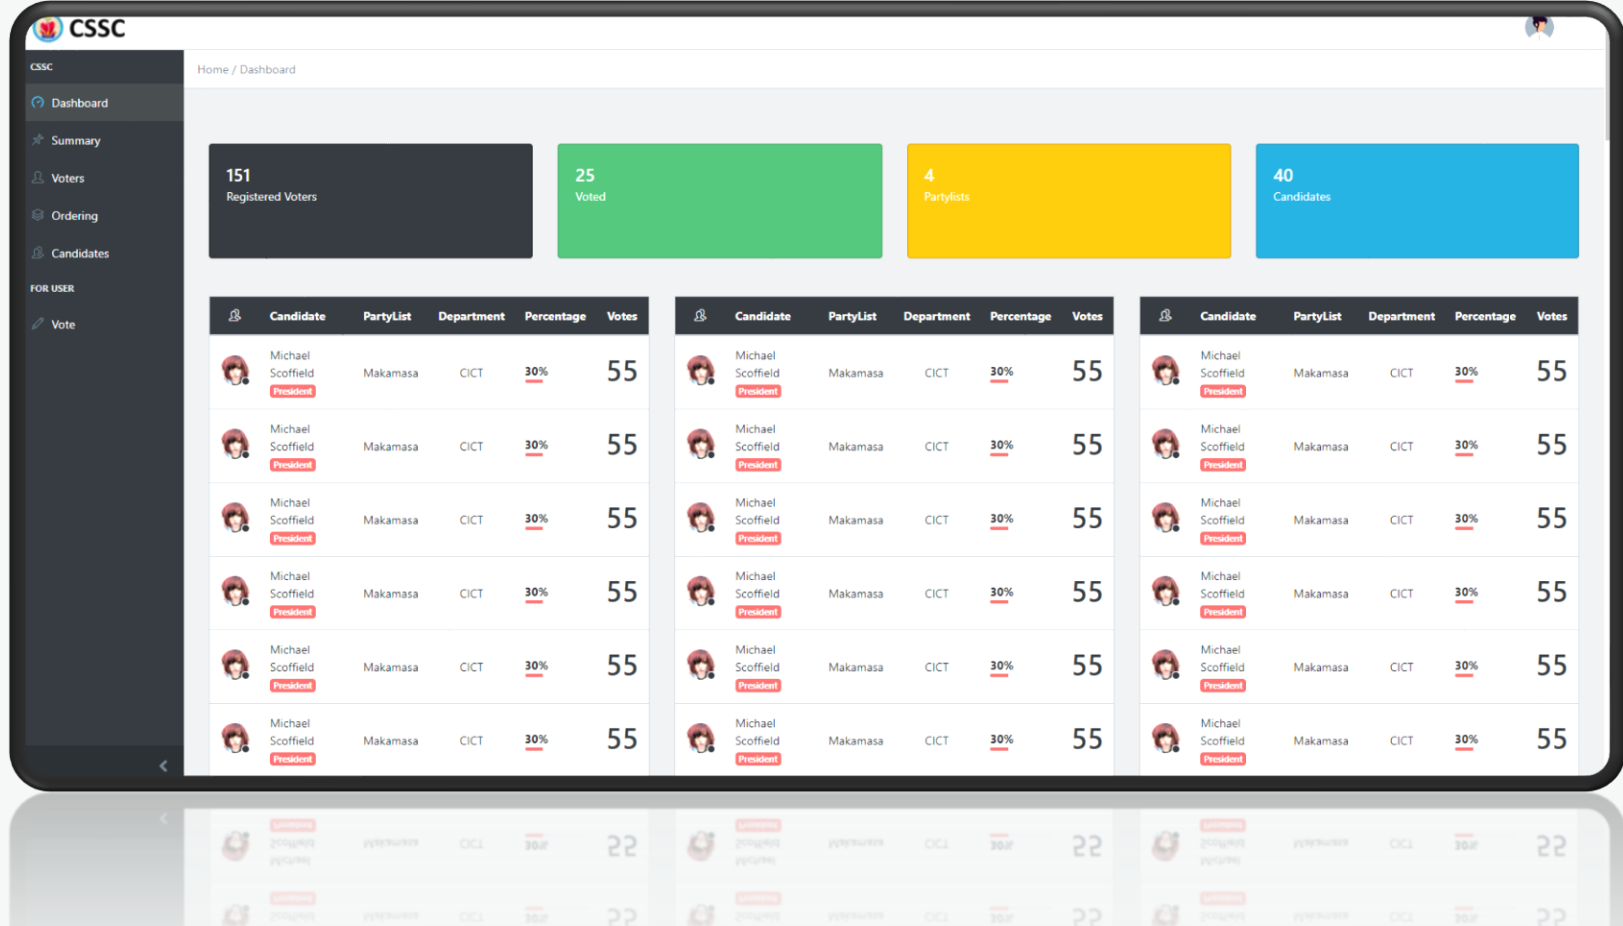 CSSC
CSSC
Home / Dashboard
Dashboard
Summary
Voters
Ordering
Candidates
FOR USER
Vote
151
Registered Voters
25
Voted
4
Partylists
40
Candidates
Candidate PartyList Department Percentage Votes
Michael
Scoffield Makamasa CICT 30% 55
President
Michael
Scoffield Makamasa CICT 30% 55
President
Michael
Scoffield Makamasa CICT 30% 55
President
Michael
Scoffield Makamasa CICT 30% 55
President
Michael
Scoffield Makamasa CICT 30% 55
President
Michael
Scoffield Makamasa CICT 30% 55
President
Candidate PartyList Department Percentage Votes
Michael
Scoffield Makamasa CICT 30% 55
President
Michael
Scoffield Makamasa CICT 30% 55
President
Michael
Scoffield Makamasa CICT 30% 55
President
Michael
Scoffield Makamasa CICT 30% 55
President
Michael
Scoffield Makamasa CICT 30% 55
President
Michael
Scoffield Makamasa CICT 30% 55
President
Candidate PartyList Department Percentage Votes
Michael
Scoffield Makamasa CICT 30% 55
President
Michael
Scoffield Makamasa CICT 30% 55
President
Michael
Scoffield Makamasa CICT 30% 55
President
Michael
Scoffield Makamasa CICT 30% 55
President
Michael
Scoffield Makamasa CICT 30% 55
President
Michael
Scoffield Makamasa CICT 30% 55
President